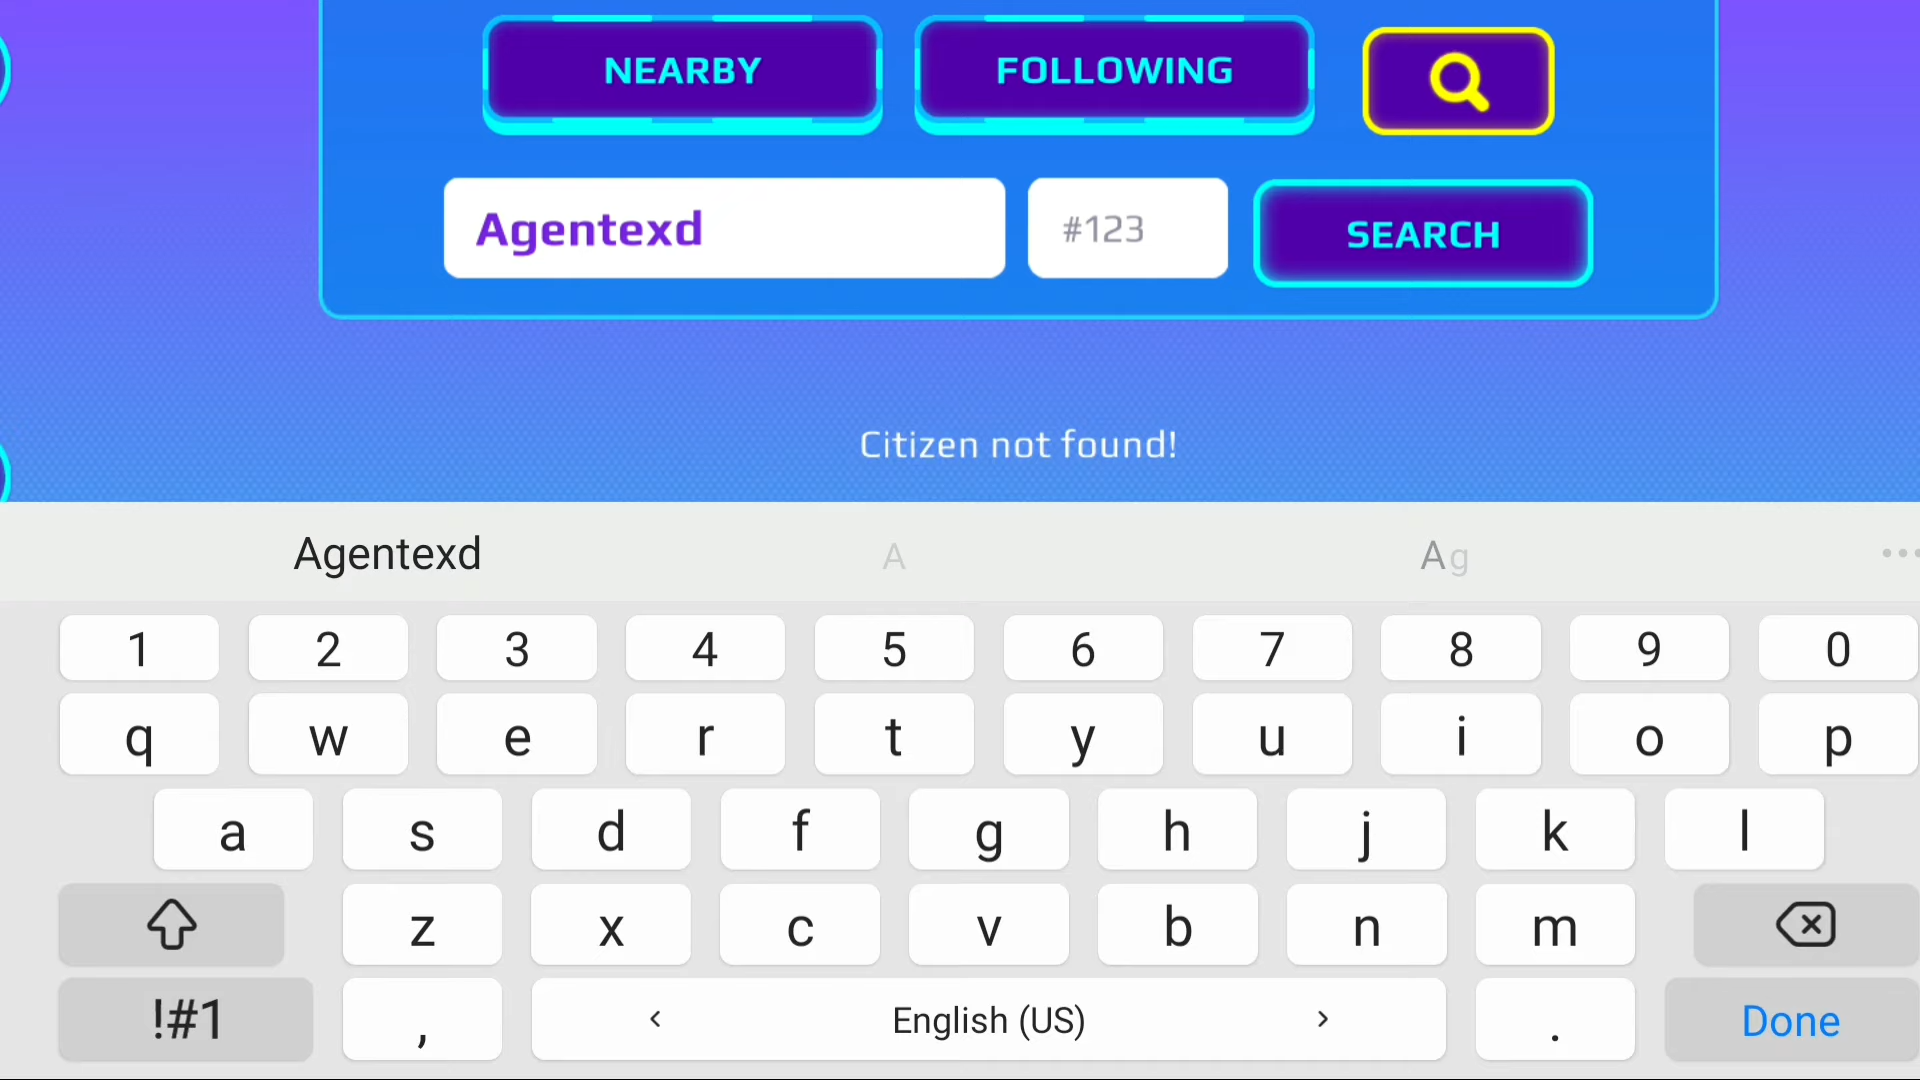 NEARBY FOLLOWING
Agentexd #123 SEARCH
Citizen not found!
Agentexd A Ag
1 2 3 4 5 6 7 8 9 0
q w e r t y u i o p
a s d f g h j k l
z x c v b n m
!#1 , < English (US) > . Done